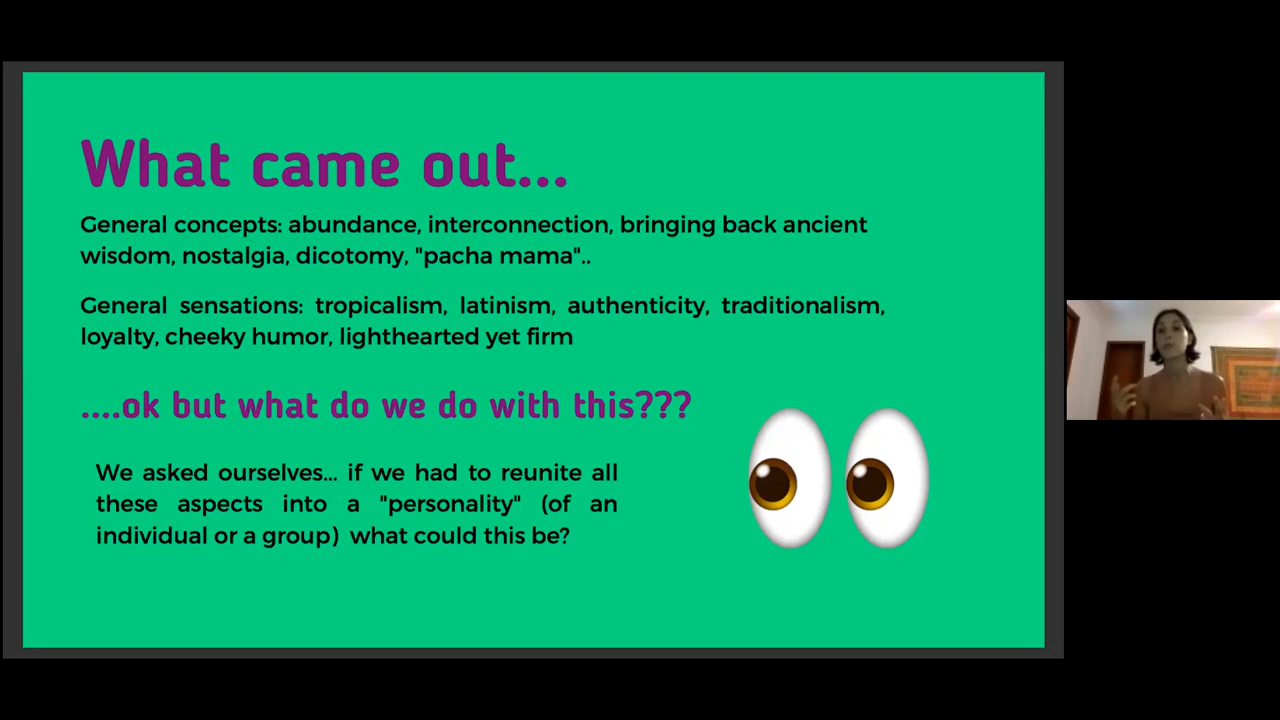 What came out...
General concepts: abundance, interconnection, bringing back ancient
wisdom, nostalgia, dicotomy, "pacha mama"..
General sensations: tropicalism, latinism, authenticity, traditionalism,
loyalty, cheeky humor, lighthearted yet firm
....ok but what do we do with this???
We asked ourselves... if we had to reunite all
these aspects into a "personality" (of an
individual or a group) what could this be?